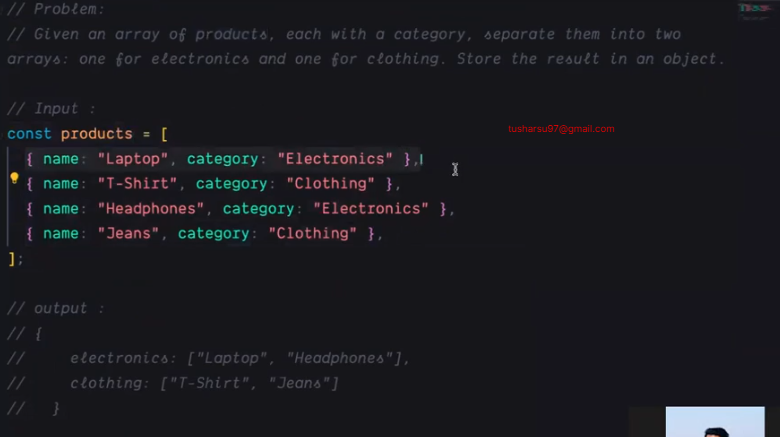 // Problem:
// Given an array of products, each with a category, separate them into two
arrays: one for electronics and one for clothing. Store the result in an object.
// Input :
const products = [
{ name: "Laptop", category: "Electronics" },
{ name: "T-Shirt", category: "Clothing" },
{ name: "Headphones", category: "Electronics" },
{ name: "Jeans", category: "Clothing" },
];
tusharsu97@gmail.com
// output :
// {
//     electronics: ["Laptop", "Headphones"],
//     clothing: ["T-Shirt", "Jeans"]
//   }